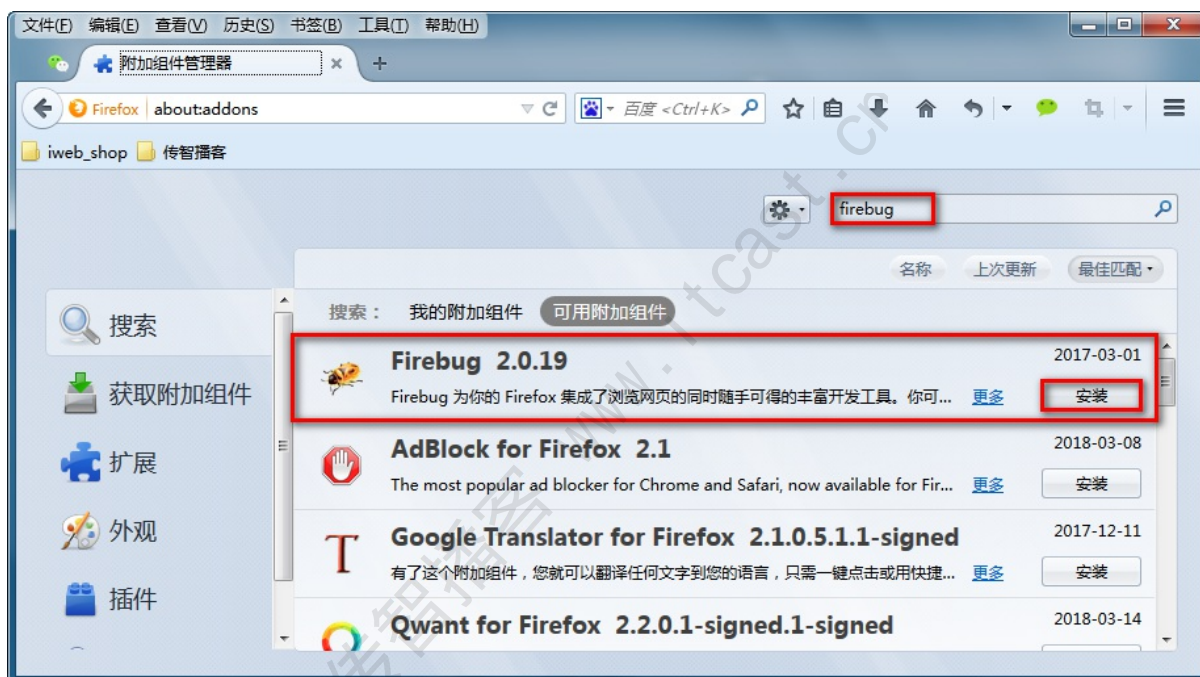 文件(F) 编辑(E) 查看(V) 历史(S) 书签(B) 工具(T) 帮助(H)
附加组件管理器
Firefox about:addons 百度 <Ctrl+K>
iweb_shop 传智播客
firebug
名称 上次更新 最佳匹配
搜索
获取附加组件
扩展
外观
插件
搜索： 我的附加组件 可用附加组件
Firebug 2.0.19 2017-03-01
Firebug 为你的 Firefox 集成了浏览网页的同时随手可得的丰富开发工具。你可... 更多 安装
AdBlock for Firefox 2.1 2018-03-08
The most popular ad blocker for Chrome and Safari, now available for Fir... 更多 安装
Google Translator for Firefox 2.1.0.5.1.1-signed 2017-12-11
有了这个附加组件，您就可以翻译任何文字到您的语言，只需一键点击或用快捷... 更多 安装
Qwant for Firefox 2.2.0.1-signed.1-signed 2018-03-14
传智播客 www.itcast.cn